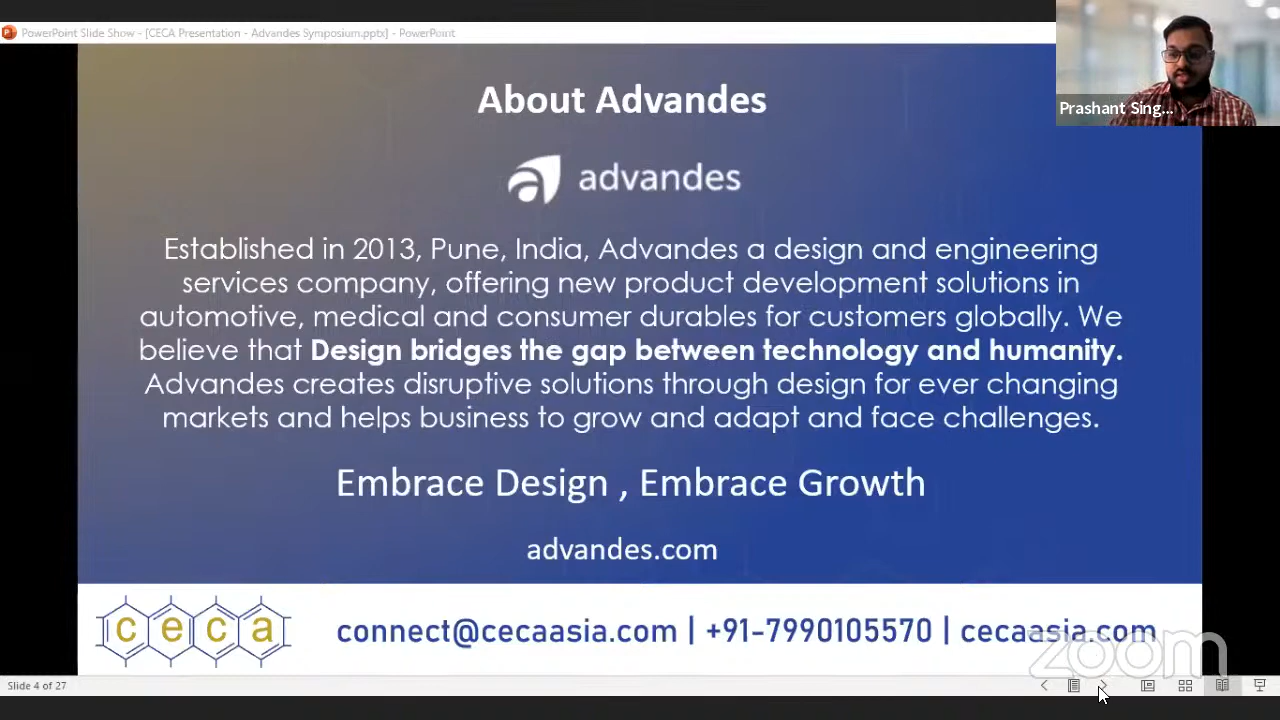 PowerPoint Slide Show - [CECA Presentation - Advandes Symposium.pptx] - PowerPoint
Prashant Sing...
About Advandes
advandes
Established in 2013, Pune, India, Advandes a design and engineering
services company, offering new product development solutions in
automotive, medical and consumer durables for customers globally. We
believe that Design bridges the gap between technology and humanity.
Advandes creates disruptive solutions through design for ever changing
markets and helps business to grow and adapt and face challenges.
Embrace Design , Embrace Growth
advandes.com
ceca
connect@cecaasia.com | +91-7990105570 | cecaasia.com
zoom
Slide 4 of 27